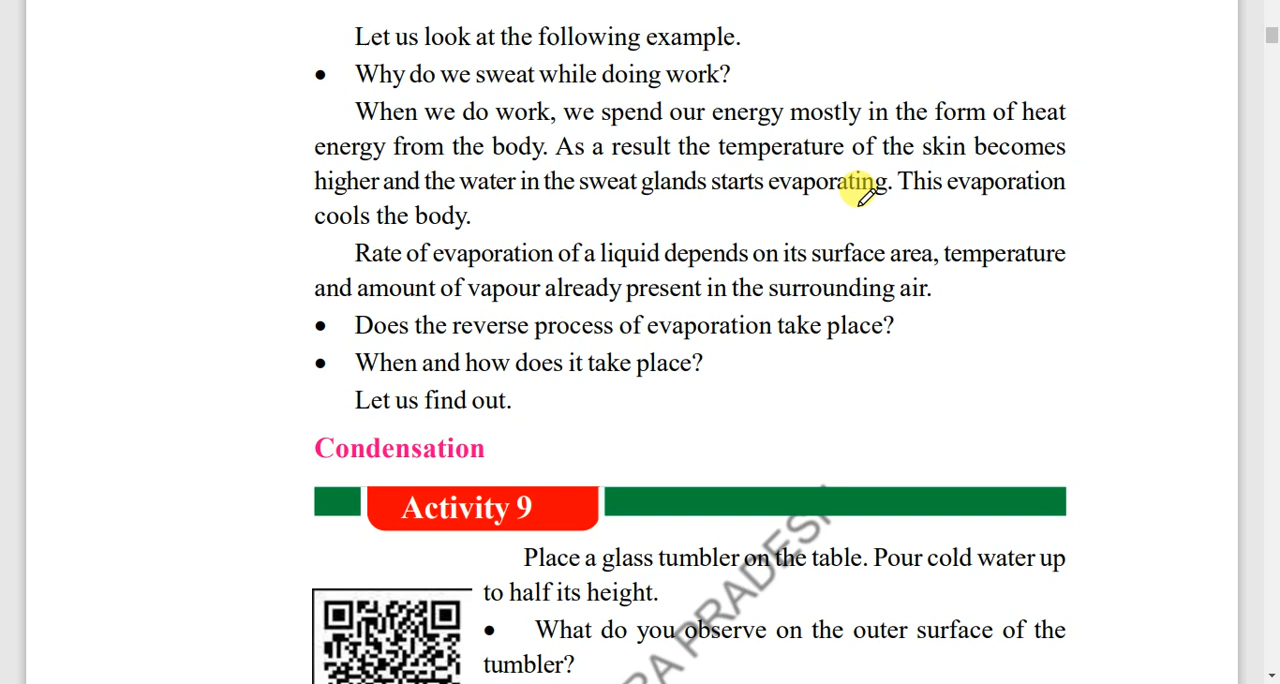 Let us look at the following example.
• Why do we sweat while doing work?
When we do work, we spend our energy mostly in the form of heat
energy from the body. As a result the temperature of the skin becomes
higher and the water in the sweat glands starts evaporating. This evaporation
cools the body.
Rate of evaporation of a liquid depends on its surface area, temperature
and amount of vapour already present in the surrounding air.
• Does the reverse process of evaporation take place?
• When and how does it take place?
Let us find out.
Condensation
Activity 9
Place a glass tumbler on the table. Pour cold water up
to half its height.
• What do you observe on the outer surface of the
tumbler?
RA PRADESH